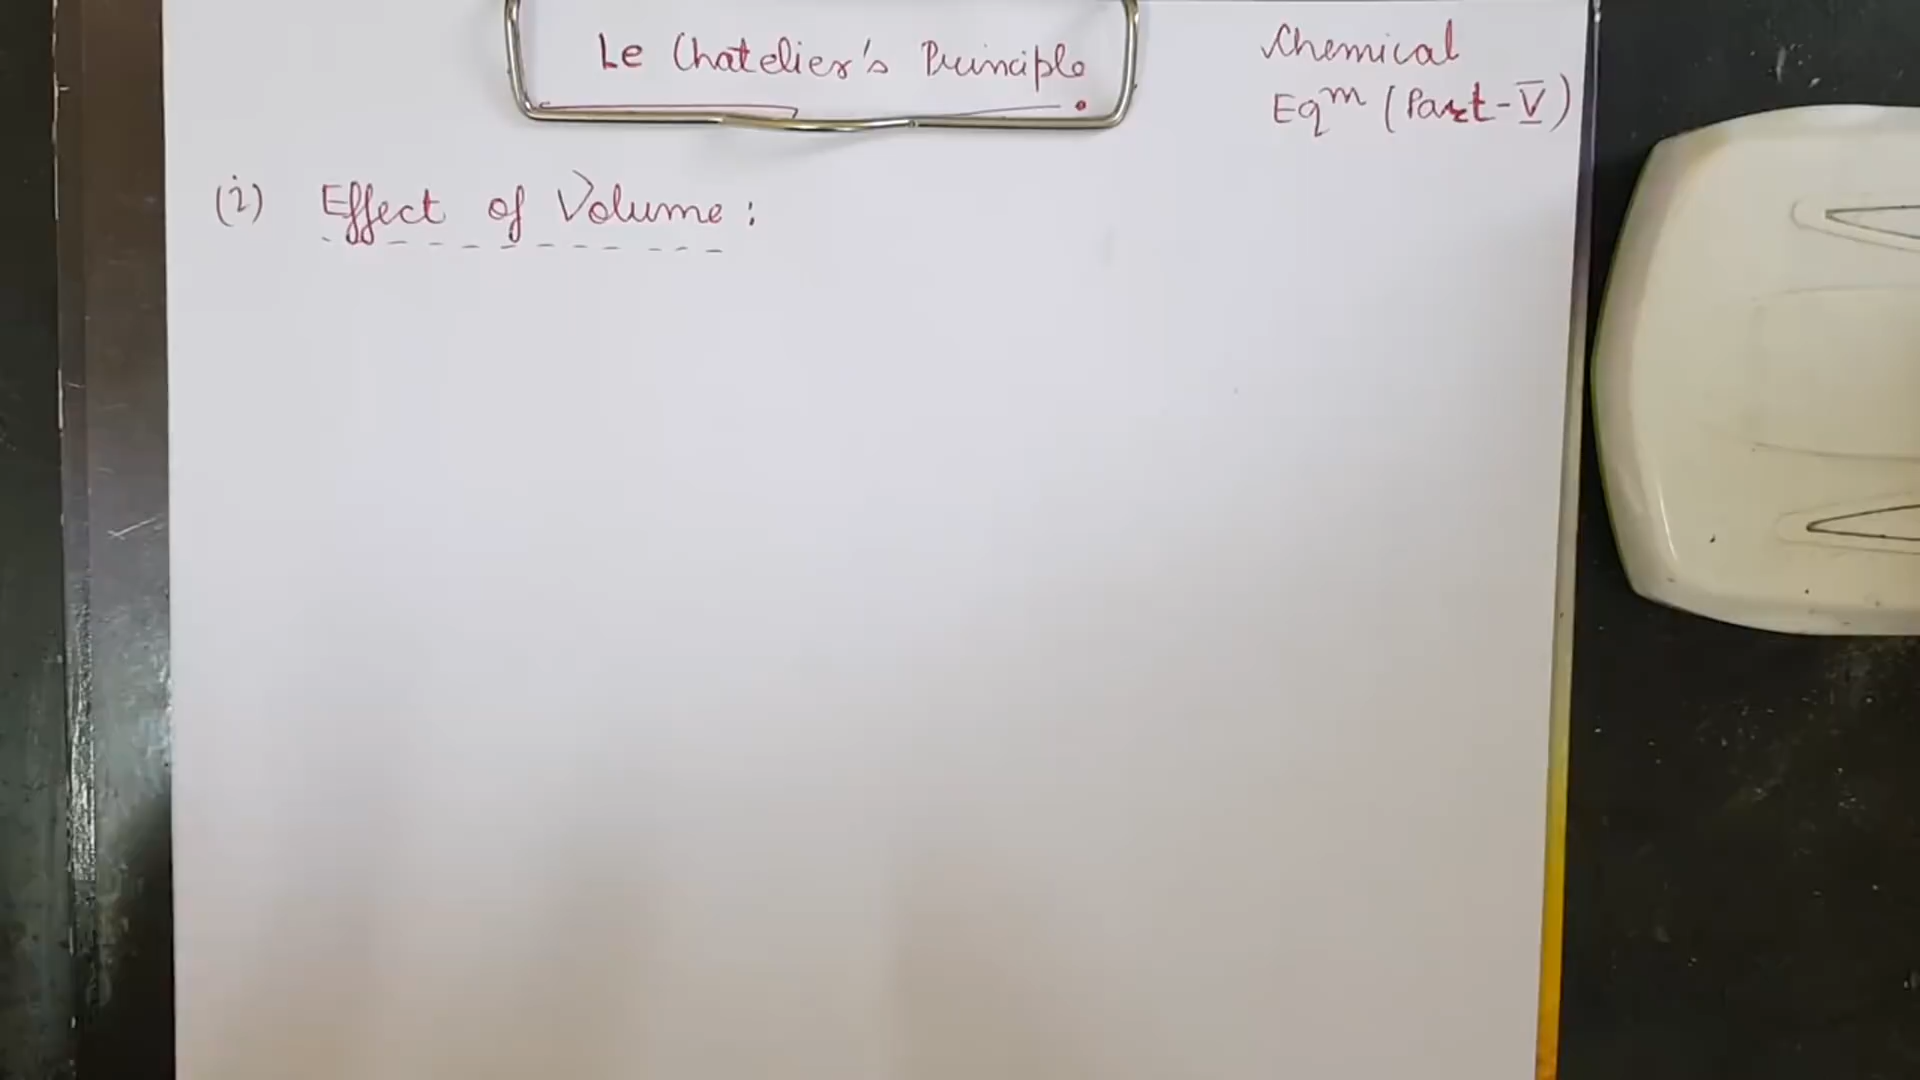 Le Chatelier's Principle
Chemical
Eqm (Part-V)
(i) Effect of Volume: